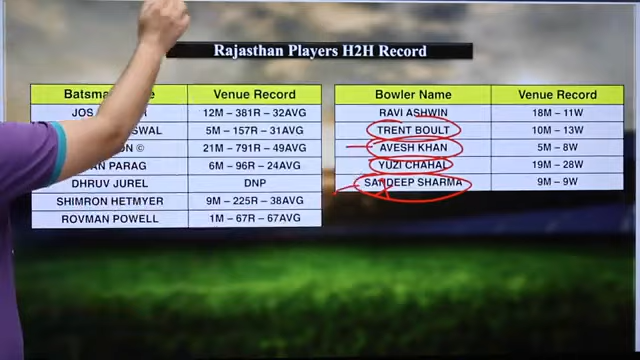 Rajasthan Players H2H Record
Batsman Venue Record
JOS 12M – 381R – 32AVG
5M – 157R – 31AVG
© 21M – 791R – 49AVG
PARAG 6M – 96R – 24AVG
DHRUV JUREL DNP
SHIMRON HETMYER 9M – 225R – 38AVG
ROVMAN POWELL 1M – 67R – 67AVG
Bowler Name Venue Record
RAVI ASHWIN 18M – 11W
TRENT BOULT 10M – 13W
AVESH KHAN 5M – 8W
YUZI CHAHAL 19M – 28W
SANDEEP SHARMA 9M – 9W